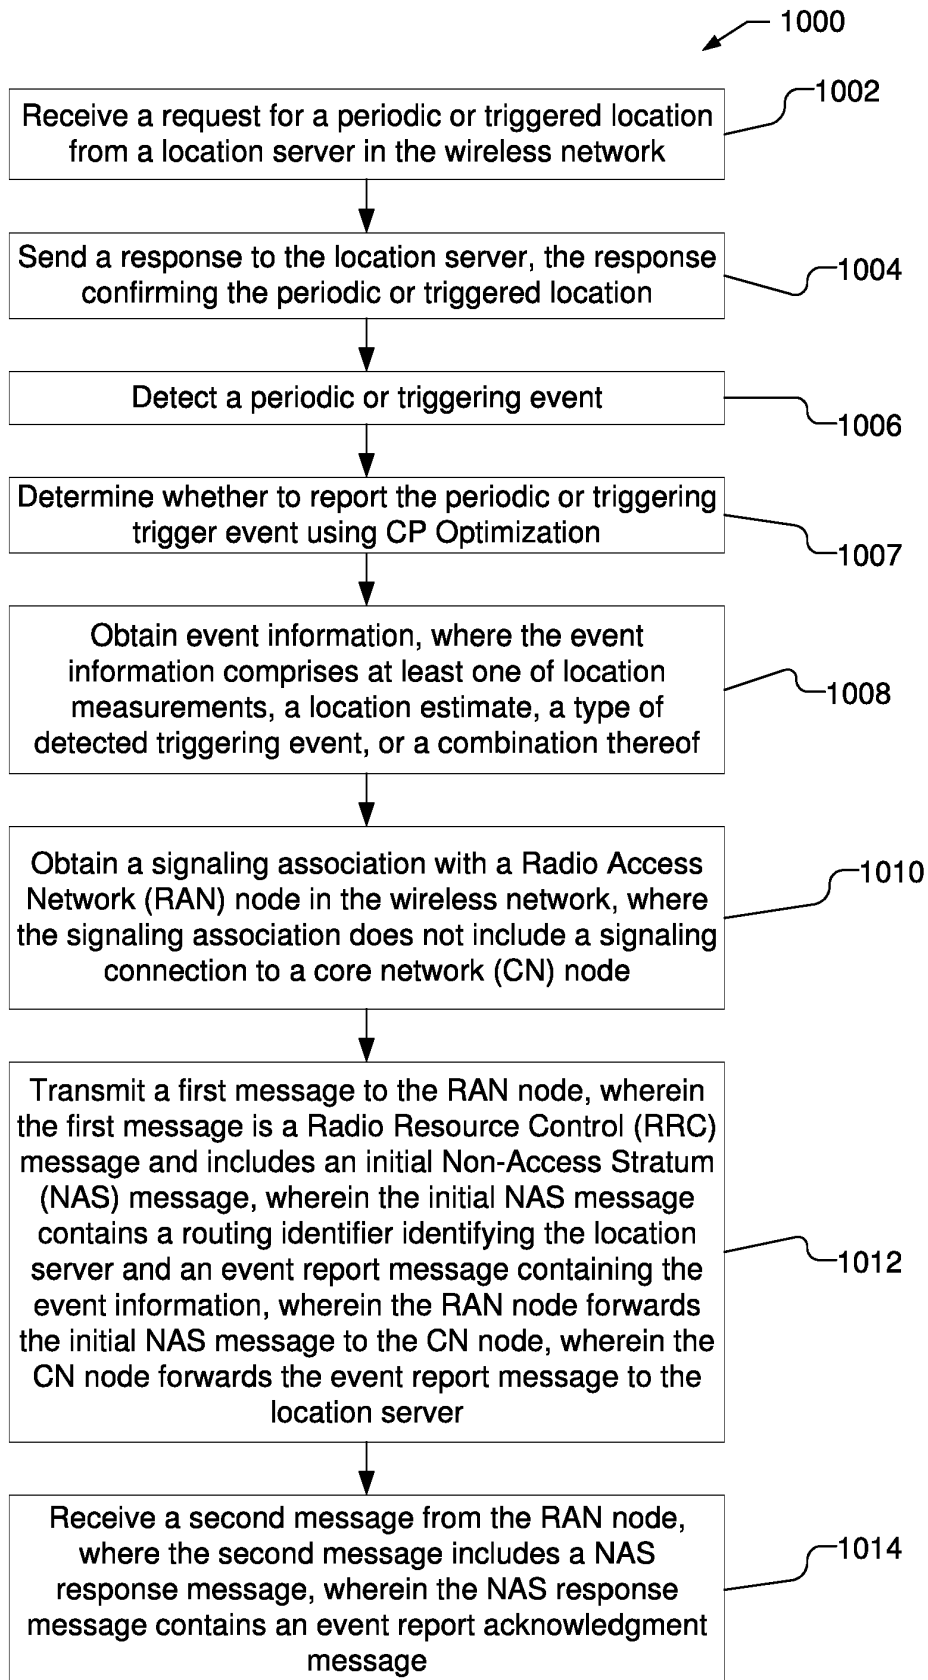 1000
Receive a request for a periodic or triggered location
from a location server in the wireless network
1002
Send a response to the location server, the response
confirming the periodic or triggered location
1004
Detect a periodic or triggering event
1006
Determine whether to report the periodic or triggering
trigger event using CP Optimization
1007
Obtain event information, where the event
information comprises at least one of location
measurements, a location estimate, a type of
detected triggering event, or a combination thereof
1008
Obtain a signaling association with a Radio Access
Network (RAN) node in the wireless network, where
the signaling association does not include a signaling
connection to a core network (CN) node
1010
Transmit a first message to the RAN node, wherein
the first message is a Radio Resource Control (RRC)
message and includes an initial Non-Access Stratum
(NAS) message, wherein the initial NAS message
contains a routing identifier identifying the location
server and an event report message containing the
event information, wherein the RAN node forwards
the initial NAS message to the CN node, wherein the
CN node forwards the event report message to the
location server
1012
Receive a second message from the RAN node,
where the second message includes a NAS
response message, wherein the NAS response
message contains an event report acknowledgment
message
1014